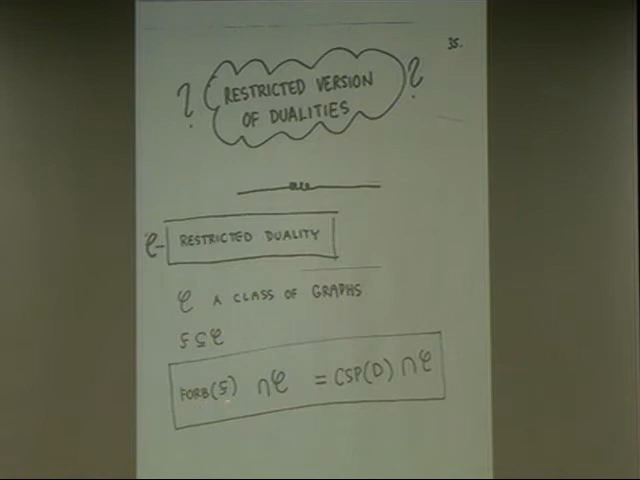 35.
? RESTRICTED VERSION ?
OF DUALITIES
𝒞- RESTRICTED DUALITY
𝒞 A CLASS OF GRAPHS
ℱ ⊆ 𝒞
FORB(ℱ) ∩ 𝒞 = CSP(D) ∩ 𝒞